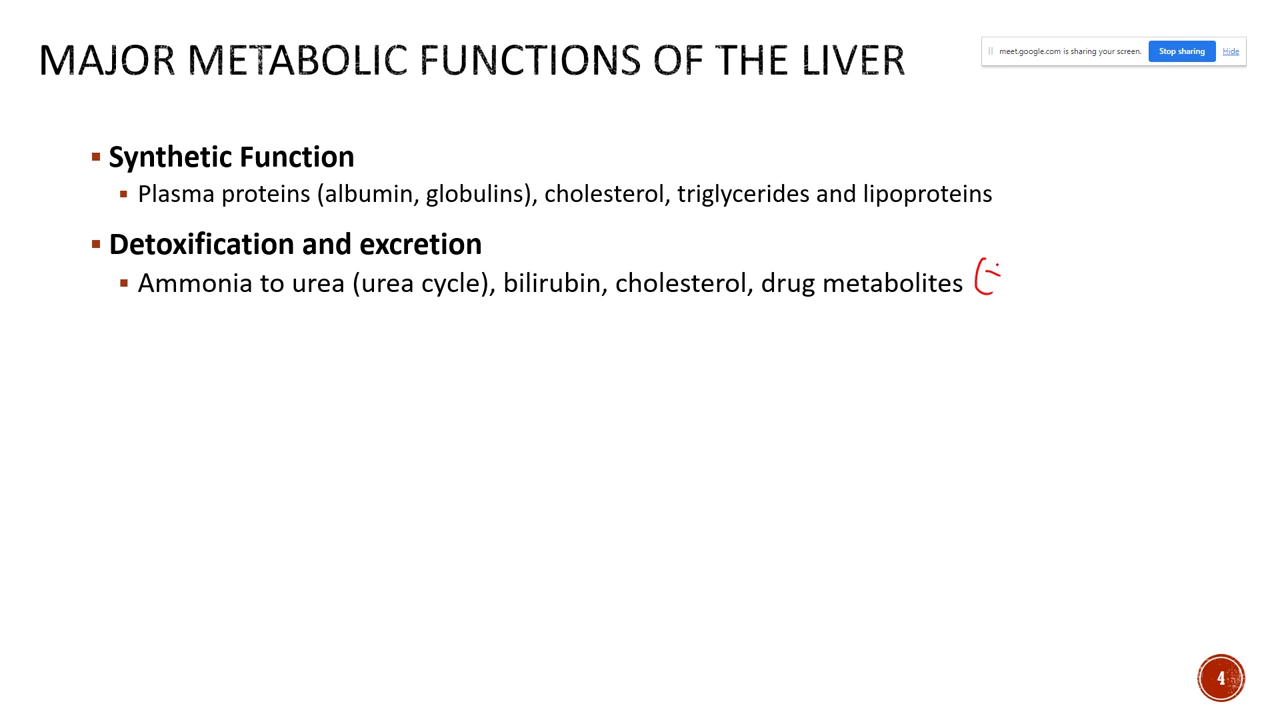 MAJOR METABOLIC FUNCTIONS OF THE LIVER
meet.google.com is sharing your screen. Stop sharing Hide
Synthetic Function
Plasma proteins (albumin, globulins), cholesterol, triglycerides and lipoproteins
Detoxification and excretion
Ammonia to urea (urea cycle), bilirubin, cholesterol, drug metabolites
4